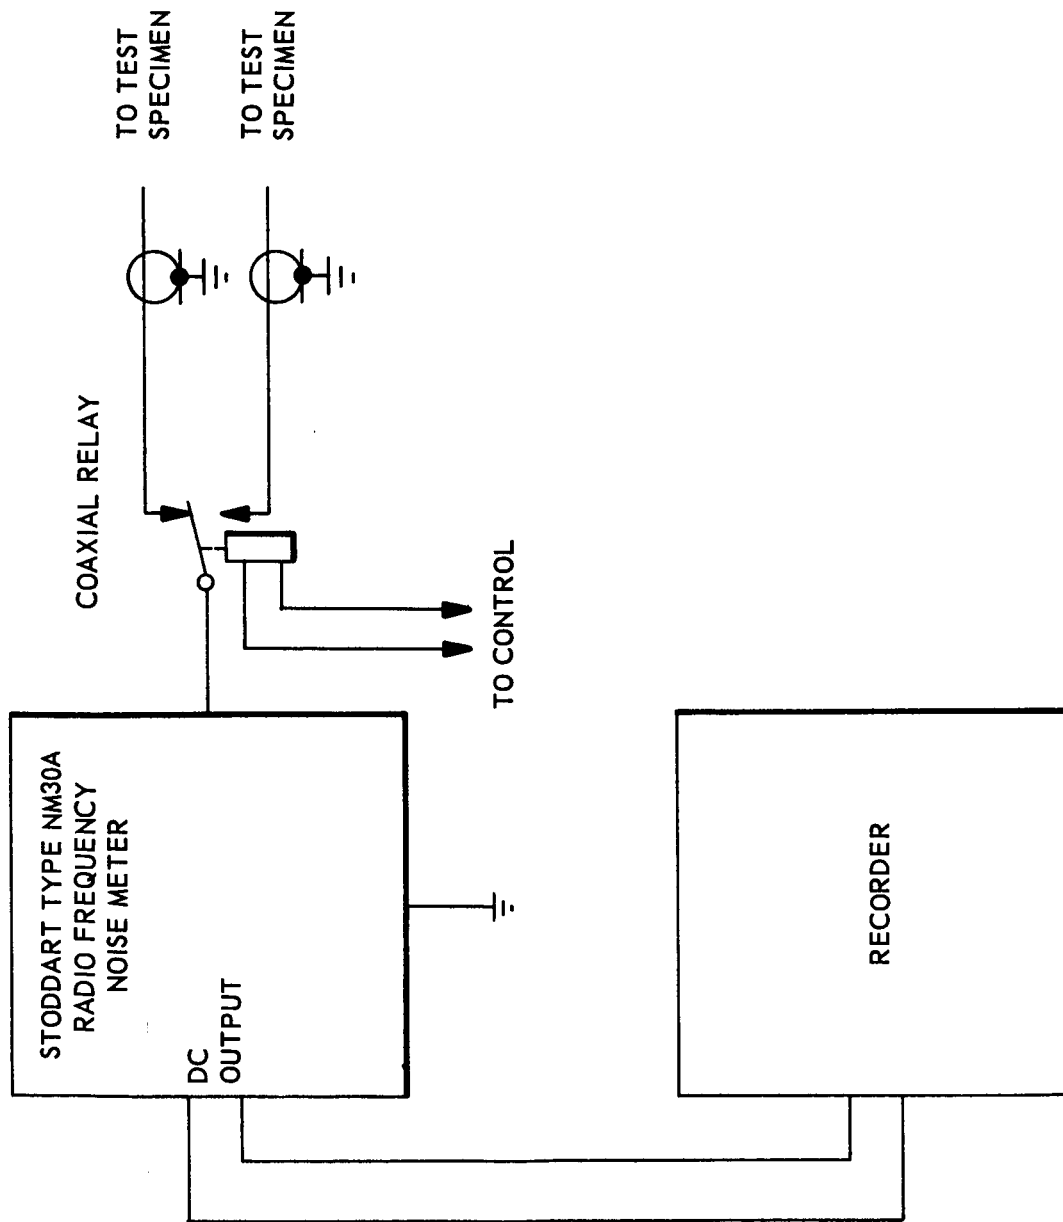 TO TEST
SPECIMEN
TO TEST
SPECIMEN
COAXIAL RELAY
TO CONTROL
STODDART TYPE NM30A
RADIO FREQUENCY
NOISE METER
DC
OUTPUT
RECORDER